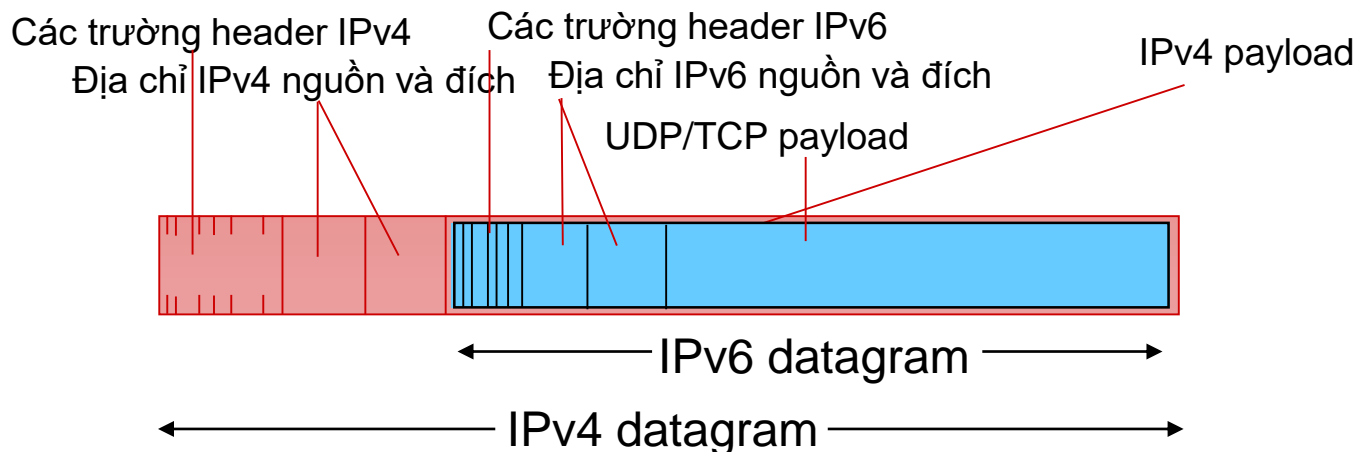 Các trường header IPv4
Các trường header IPv6
IPv4 payload
Địa chỉ IPv4 nguồn và đích
Địa chỉ IPv6 nguồn và đích
UDP/TCP payload
IPv6 datagram
IPv4 datagram